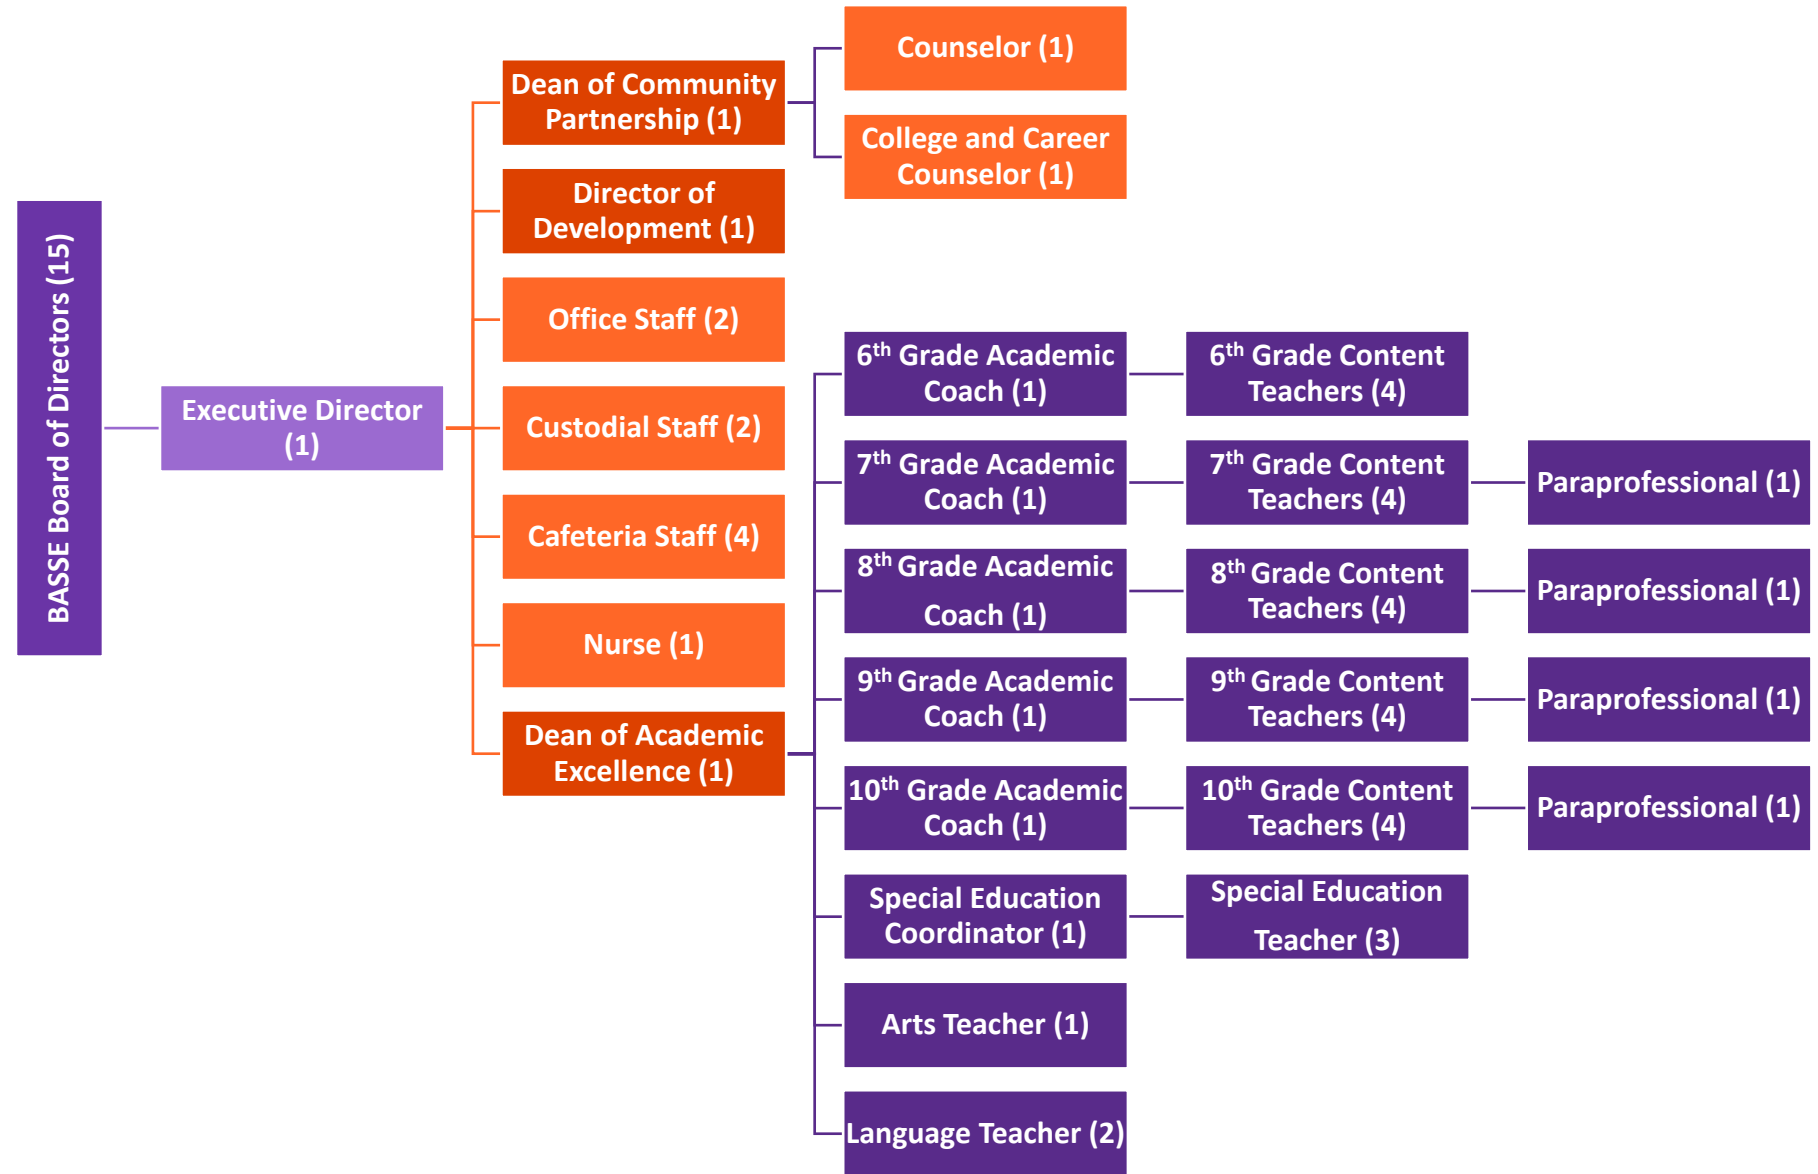 BASSE Board of Directors (15)
Executive Director
(1)
Dean of Community
Partnership (1)
Counselor (1)
College and Career
Counselor (1)
Director of
Development (1)
Office Staff (2)
Custodial Staff (2)
Cafeteria Staff (4)
Nurse (1)
Dean of Academic
Excellence (1)
6th Grade Academic
Coach (1)
6th Grade Content
Teachers (4)
7th Grade Academic
Coach (1)
7th Grade Content
Teachers (4)
Paraprofessional (1)
8th Grade Academic
Coach (1)
8th Grade Content
Teachers (4)
Paraprofessional (1)
9th Grade Academic
Coach (1)
9th Grade Content
Teachers (4)
Paraprofessional (1)
10th Grade Academic
Coach (1)
10th Grade Content
Teachers (4)
Paraprofessional (1)
Special Education
Coordinator (1)
Special Education
Teacher (3)
Arts Teacher (1)
Language Teacher (2)